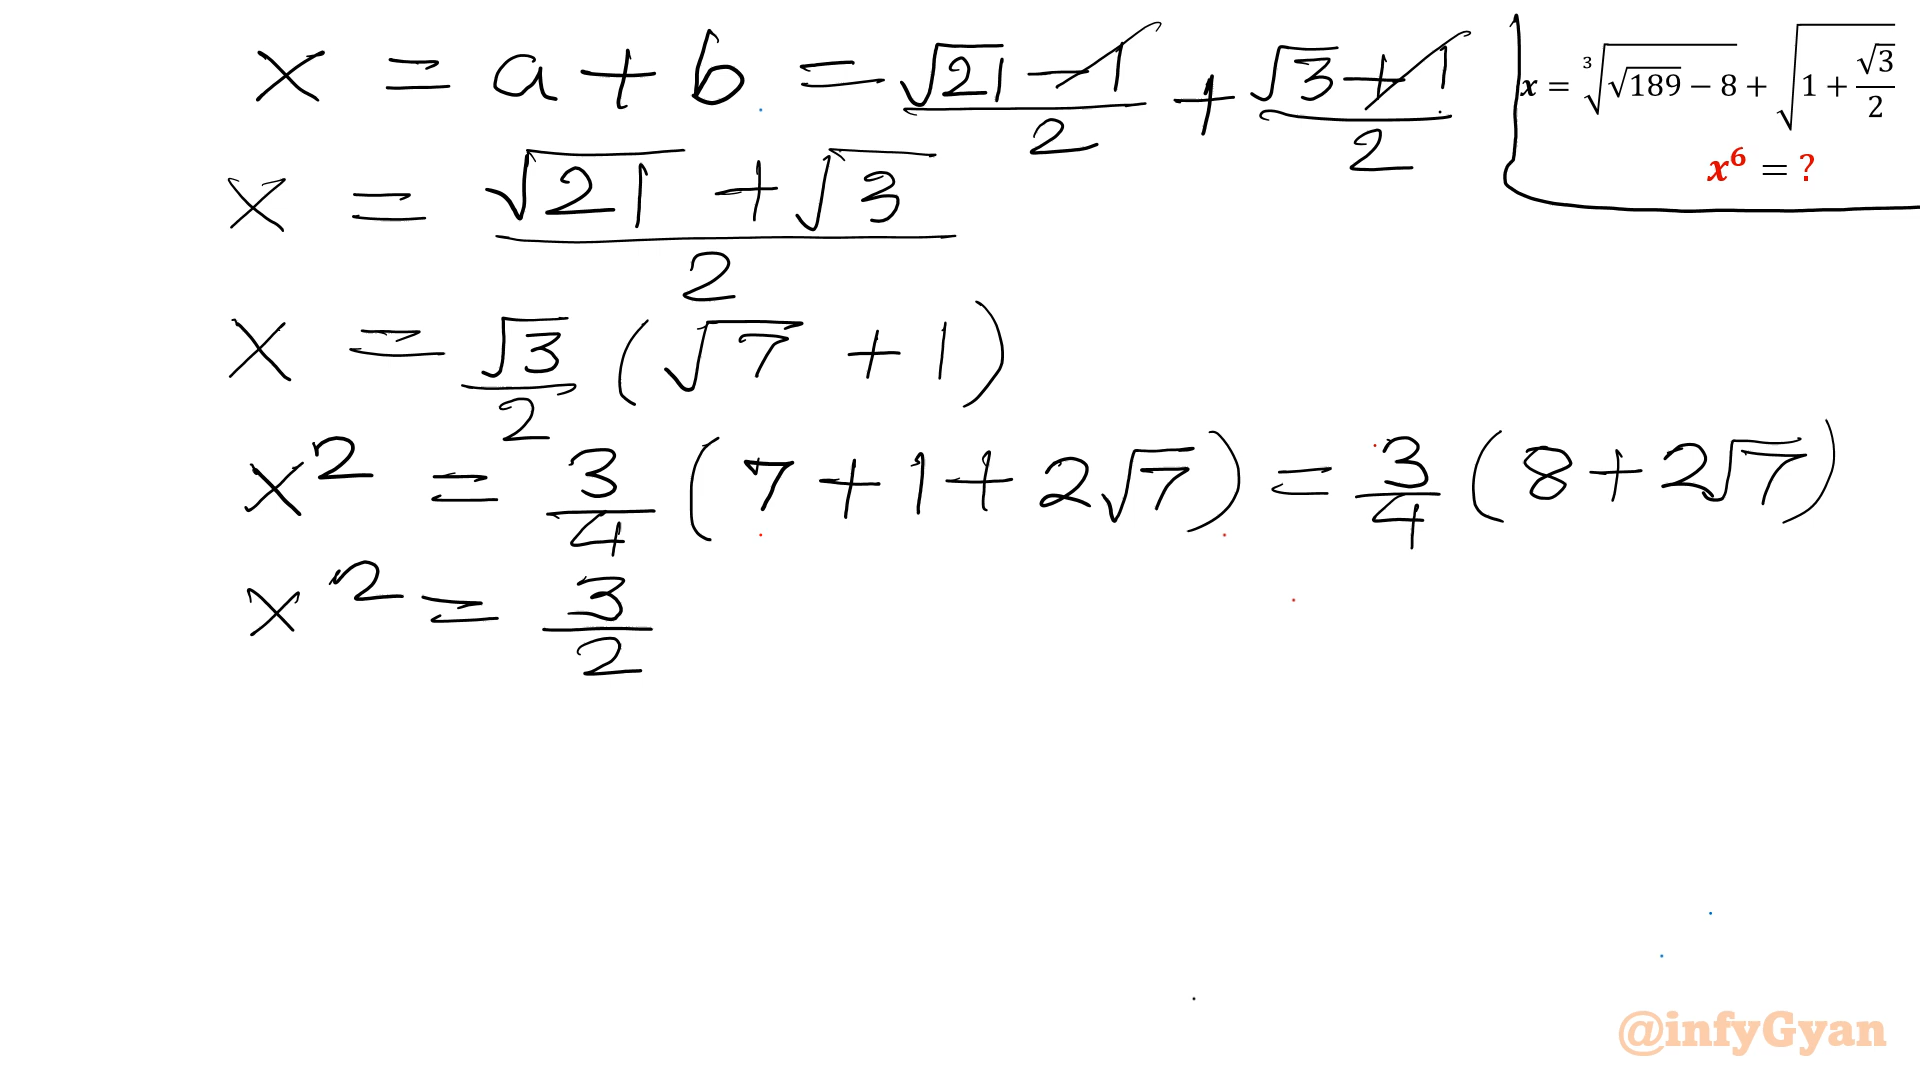 x = a + b = (√21 - 1)/2 + (√3 + 1)/2
x = ∛(√189 − 8) + √(1 + √3/2)
x⁶ = ?
x = (√21 + √3)/2
x = √3/2 (√7 + 1)
x² = 3/4 (7 + 1 + 2√7) = 3/4 (8 + 2√7)
x² = 3/2
@infyGyan